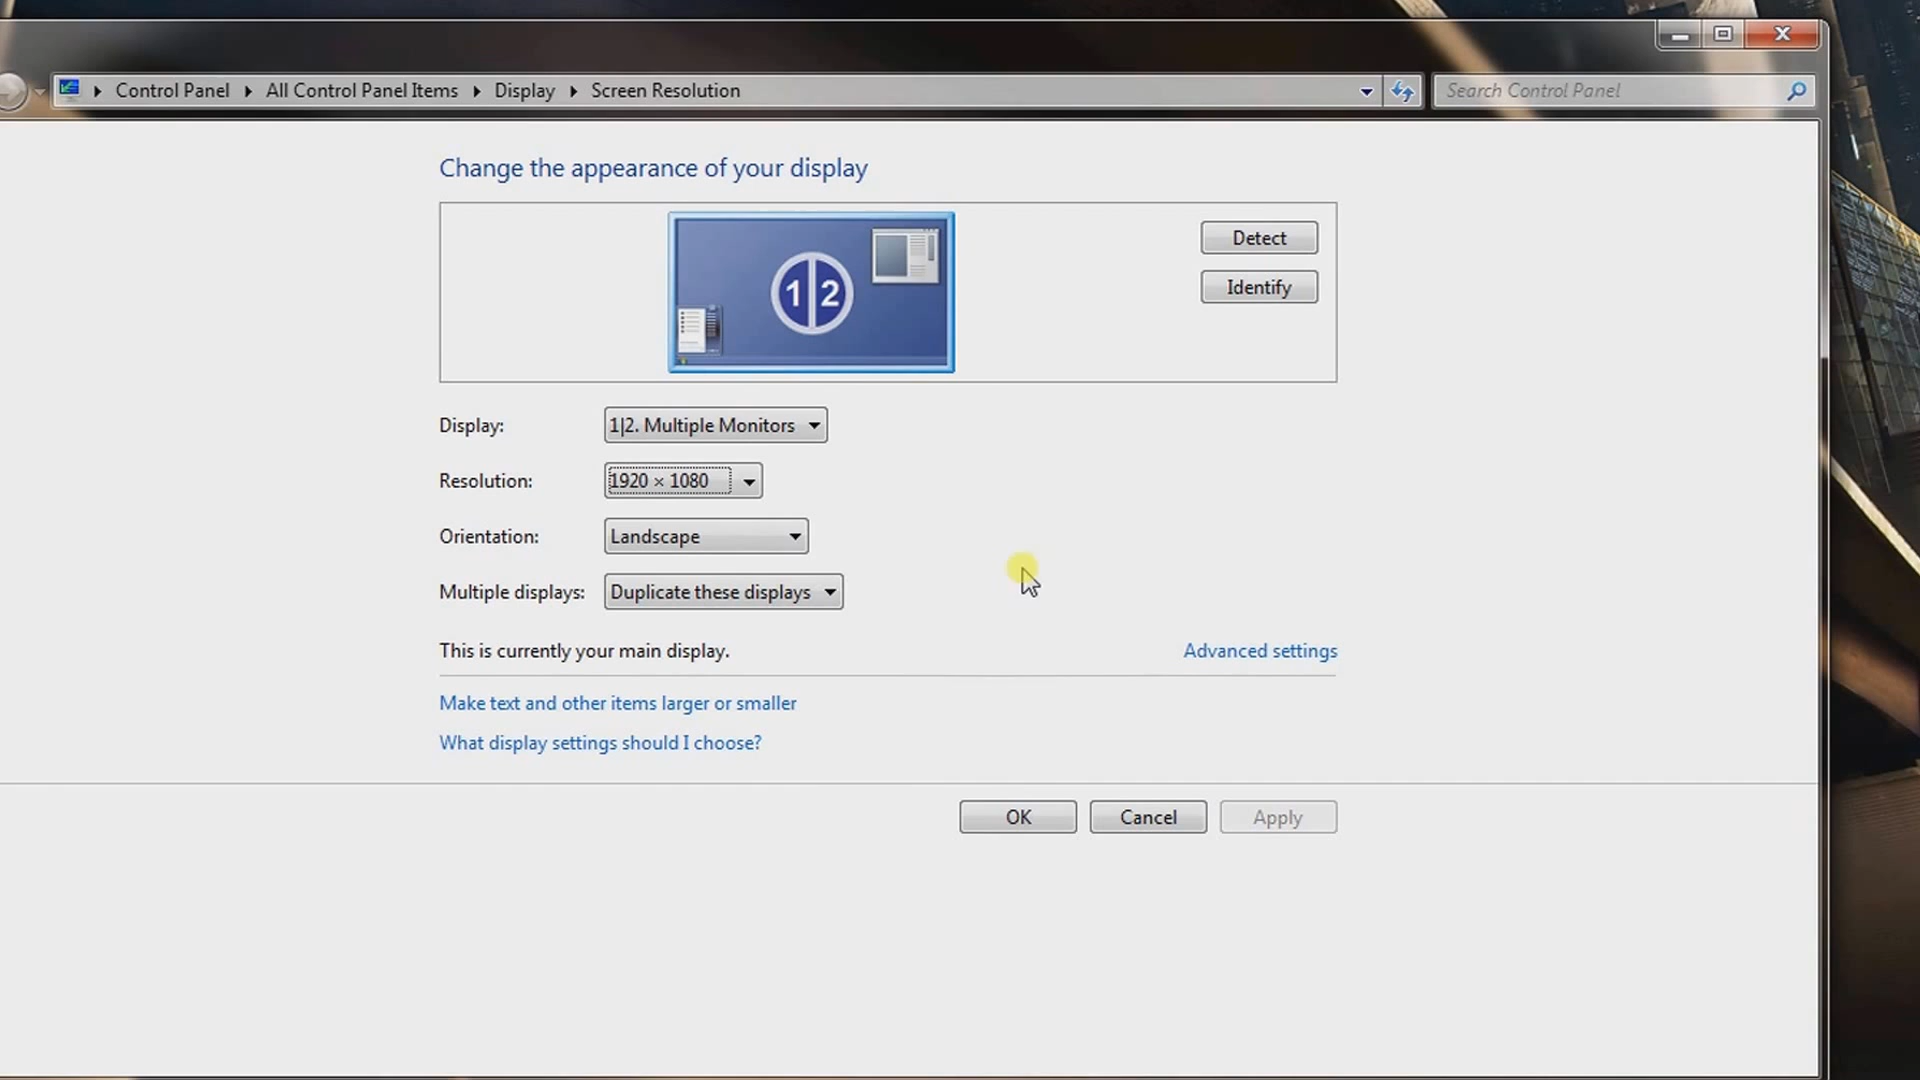 Control Panel All Control Panel Items Display Screen Resolution
Search Control Panel
Change the appearance of your display
1 2
Detect
Identify
Display: 1|2. Multiple Monitors
Resolution: 1920 × 1080
Orientation: Landscape
Multiple displays: Duplicate these displays
This is currently your main display. Advanced settings
Make text and other items larger or smaller
What display settings should I choose?
OK Cancel Apply